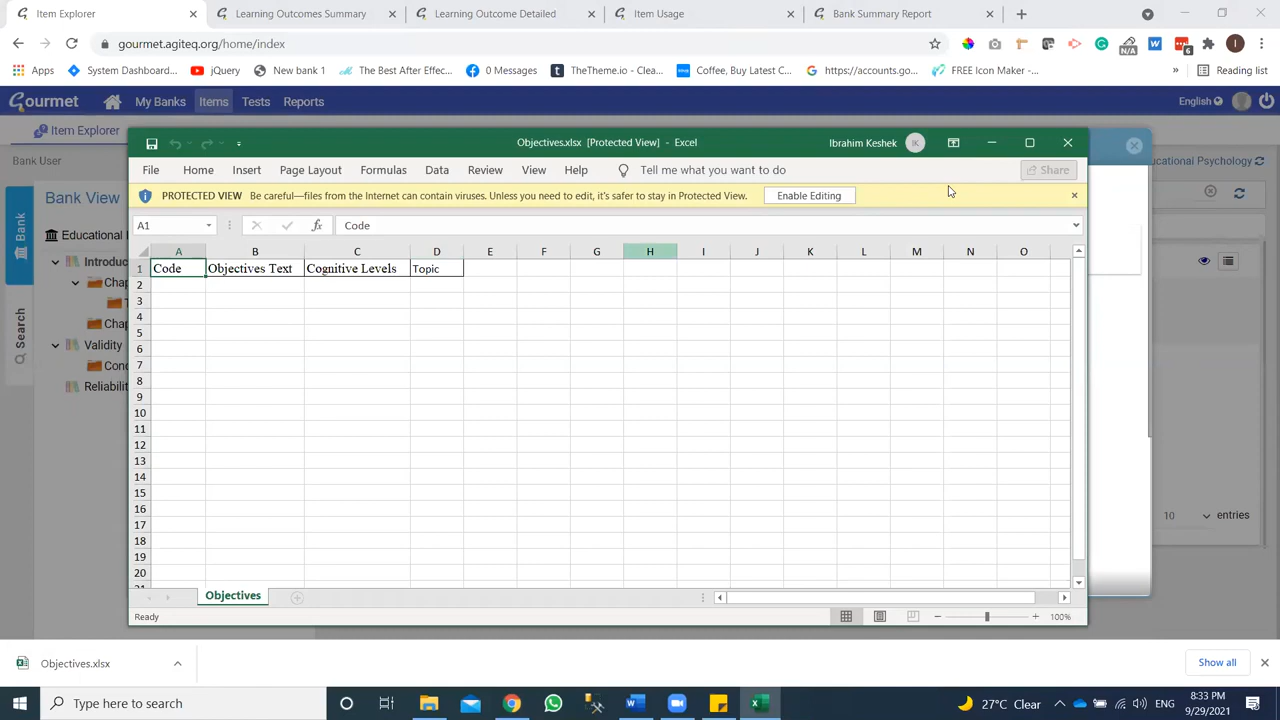 Item Explorer
Learning Outcomes Summary
Learning Outcome Detailed
Item Usage
Bank Summary Report
gourmet.agiteq.org/home/index
6
I
Apps
System Dashboard...
jQuery
New bank 1
The Best After Effec...
0 Messages
TheTheme.io - Clea...
Coffee, Buy Latest C...
https://accounts.go...
FREE Icon Maker -...
»
Reading list
Gourmet
My Banks
Items
Tests
Reports
English
Item Explorer
Objectives.xlsx [Protected View] - Excel
Ibrahim Keshek
IK
Bank User
ucational Psychology
File
Home
Insert
Page Layout
Formulas
Data
Review
View
Help
Tell me what you want to do
Share
PROTECTED VIEW Be careful—files from the Internet can contain viruses. Unless you need to edit, it's safer to stay in Protected View.
Enable Editing
Bank View
Bank
Search
A1
fx
Code
Educational
Introduc
Chap
T
Chap
Validity
Conc
Reliabilit
A B C D E F G H I J K L M N O
1 Code Objectives Text Cognitive Levels Topic
2
3
4
5
6
7
8
9
10
11
12
13
14
15
16
17
18
19
20
10 entries
Objectives
Ready
100%
Objectives.xlsx
Show all
Type here to search
27°C Clear
ENG
8:33 PM
9/29/2021